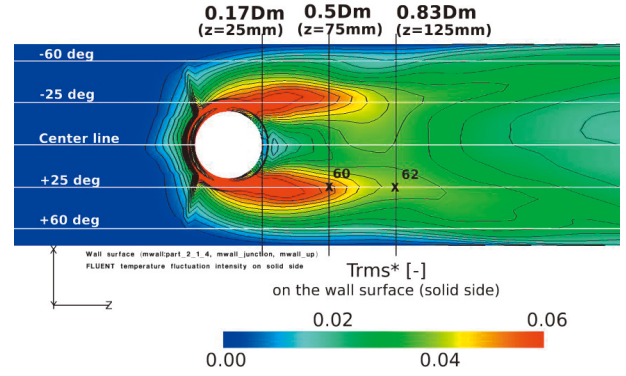 0.17Dm 0.5Dm 0.83Dm
(z=25mm) (z=75mm) (z=125mm)
-60 deg
-25 deg
Center line
60 62
x x
+25 deg
+60 deg
X
Z
Wall surface (mwall:part_2_1_4, mwall_junction, mwall_up)
FLUENT temperature fluctuation intensity on solid side
Trms* [-]
on the wall surface (solid side)
0.02 0.06
0.00 0.04